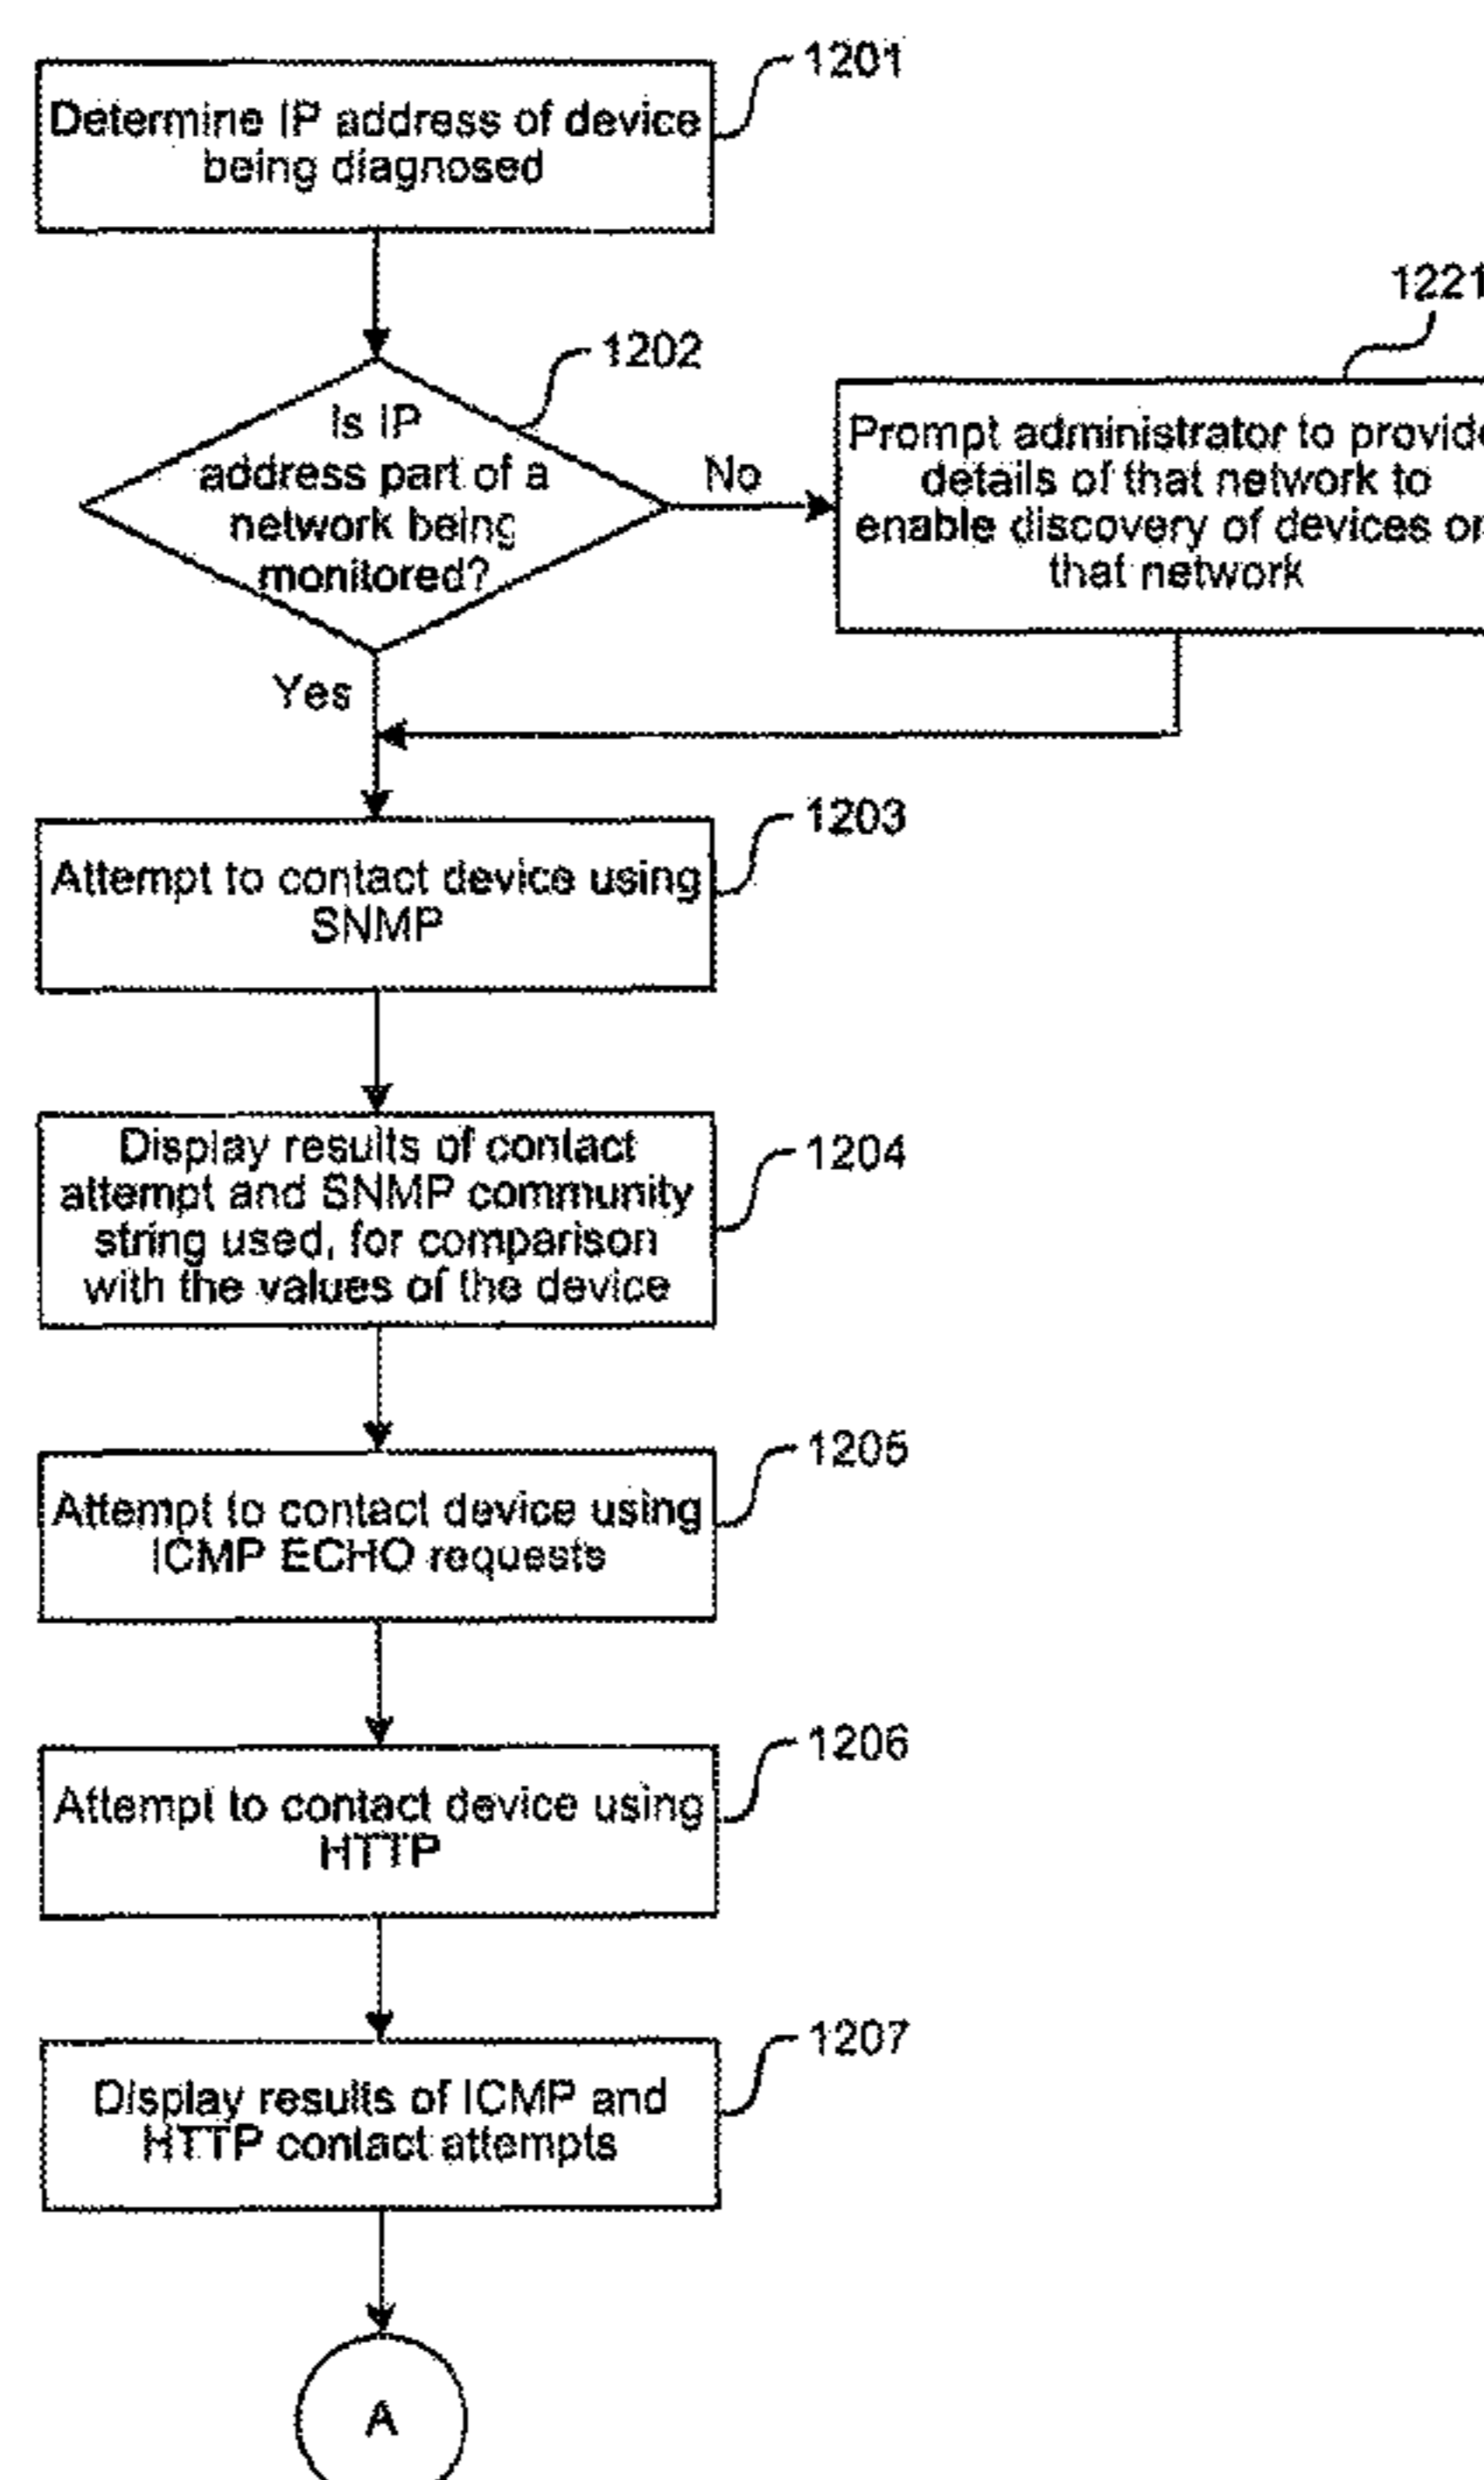 1201
Determine IP address of device
being diagnosed
1202
Is IP
address part of a
network being
monitored?
No
Yes
1221
Prompt administrator to provide
details of that network to
enable discovery of devices on
that network
1203
Attempt to contact device using
SNMP
1204
Display results of contact
attempt and SNMP community
string used, for comparison
with the values of the device
1205
Attempt to contact device using
ICMP ECHO requests
1206
Attempt to contact device using
HTTP
1207
Display results of ICMP and
HTTP contact attempts
A